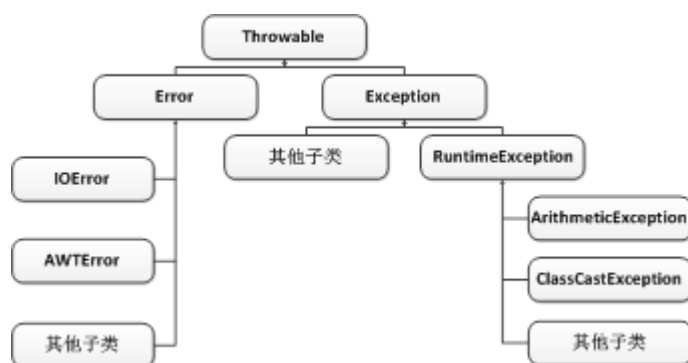 Throwable
Error
Exception
其他子类
RuntimeException
IOError
ArithmeticException
AWTError
ClassCastException
其他子类
其他子类